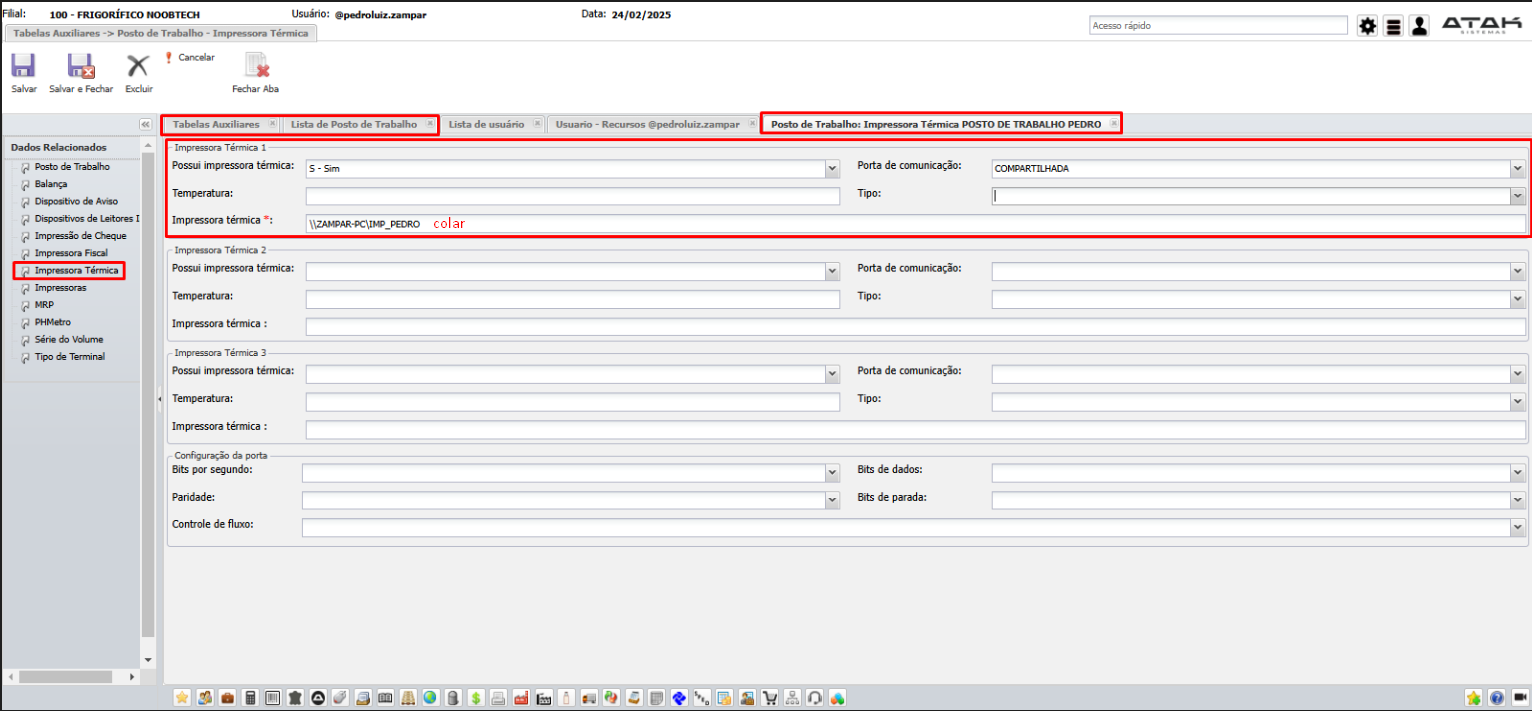 Filial: 100 - FRIGORÍFICO NOOBTECH Usuário: @pedroluiz.zampar Data: 24/02/2025
Tabelas Auxiliares -> Posto de Trabalho - Impressora Térmica
Acesso rápido
ATAK
SISTEMAS
Salvar
Salvar e Fechar
Excluir
Cancelar
Fechar Aba
Tabelas Auxiliares
Lista de Posto de Trabalho
Lista de usuário
Usuario - Recursos @pedroluiz.zampar
Posto de Trabalho: Impressora Térmica POSTO DE TRABALHO PEDRO
Dados Relacionados
Posto de Trabalho
Balança
Dispositivo de Aviso
Dispositivos de Leitores I
Impressão de Cheque
Impressora Fiscal
Impressora Térmica
Impressoras
MRP
PHMetro
Série do Volume
Tipo de Terminal
Impressora Térmica 1
Possui impressora térmica: S - Sim
Porta de comunicação: COMPARTILHADA
Temperatura:
Tipo:
Impressora térmica *: \\ZAMPAR-PC\IMP_PEDRO colar
Impressora Térmica 2
Possui impressora térmica:
Porta de comunicação:
Temperatura:
Tipo:
Impressora térmica :
Impressora Térmica 3
Possui impressora térmica:
Porta de comunicação:
Temperatura:
Tipo:
Impressora térmica :
Configuração da porta
Bits por segundo:
Bits de dados:
Paridade:
Bits de parada:
Controle de fluxo: